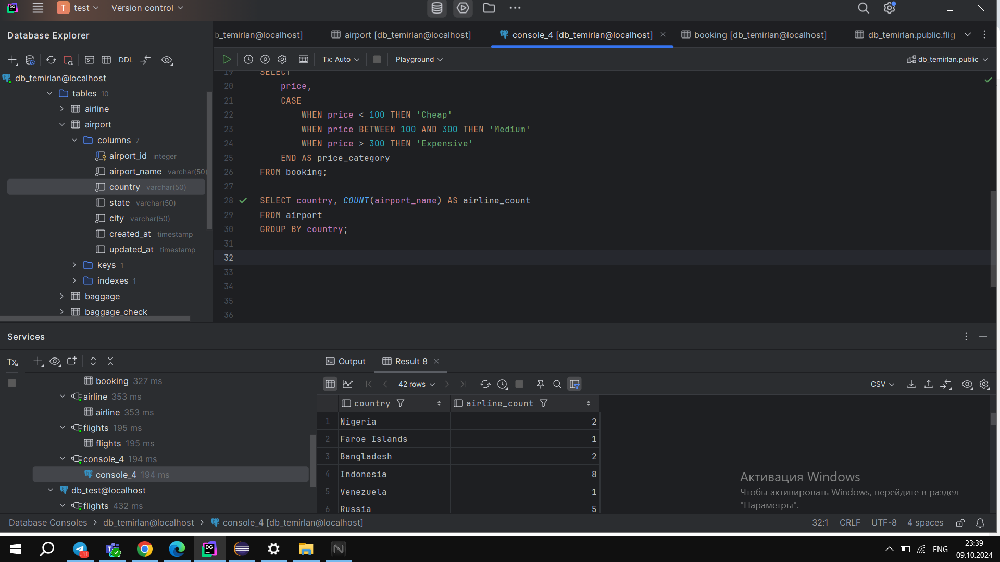 T test Version control
Database Explorer
b_temirlan@localhost] airport [db_temirlan@localhost] console_4 [db_temirlan@localhost] booking [db_temirlan@localhost] db_temirlan.public.flig
DDL Tx: Auto Playground db_temirlan.public
db_temirlan@localhost
tables 10
airline
airport
columns 7
airport_id integer
airport_name varchar(50)
country varchar(50)
state varchar(50)
city varchar(50)
created_at timestamp
updated_at timestamp
keys 1
indexes 1
baggage
baggage_check
19 SELECT
20 price,
21 CASE
22 WHEN price < 100 THEN 'Cheap'
23 WHEN price BETWEEN 100 AND 300 THEN 'Medium'
24 WHEN price > 300 THEN 'Expensive'
25 END AS price_category
26 FROM booking;
27
28 SELECT country, COUNT(airport_name) AS airline_count
29 FROM airport
30 GROUP BY country;
31
32
33
34
35
36
Services
Tx
booking 327 ms
airline 353 ms
airline 353 ms
flights 195 ms
flights 195 ms
console_4 194 ms
console_4 194 ms
db_test@localhost
flights 432 ms
Output Result 8
42 rows CSV
country airline_count
1 Nigeria 2
2 Faroe Islands 1
3 Bangladesh 2
4 Indonesia 8
5 Venezuela 1
6 Russia 5
Активация Windows
Чтобы активировать Windows, перейдите в раздел
"Параметры".
Database Consoles > db_temirlan@localhost > console_4 [db_temirlan@localhost] 32:1 CRLF UTF-8 4 spaces
ENG
23:39
09.10.2024